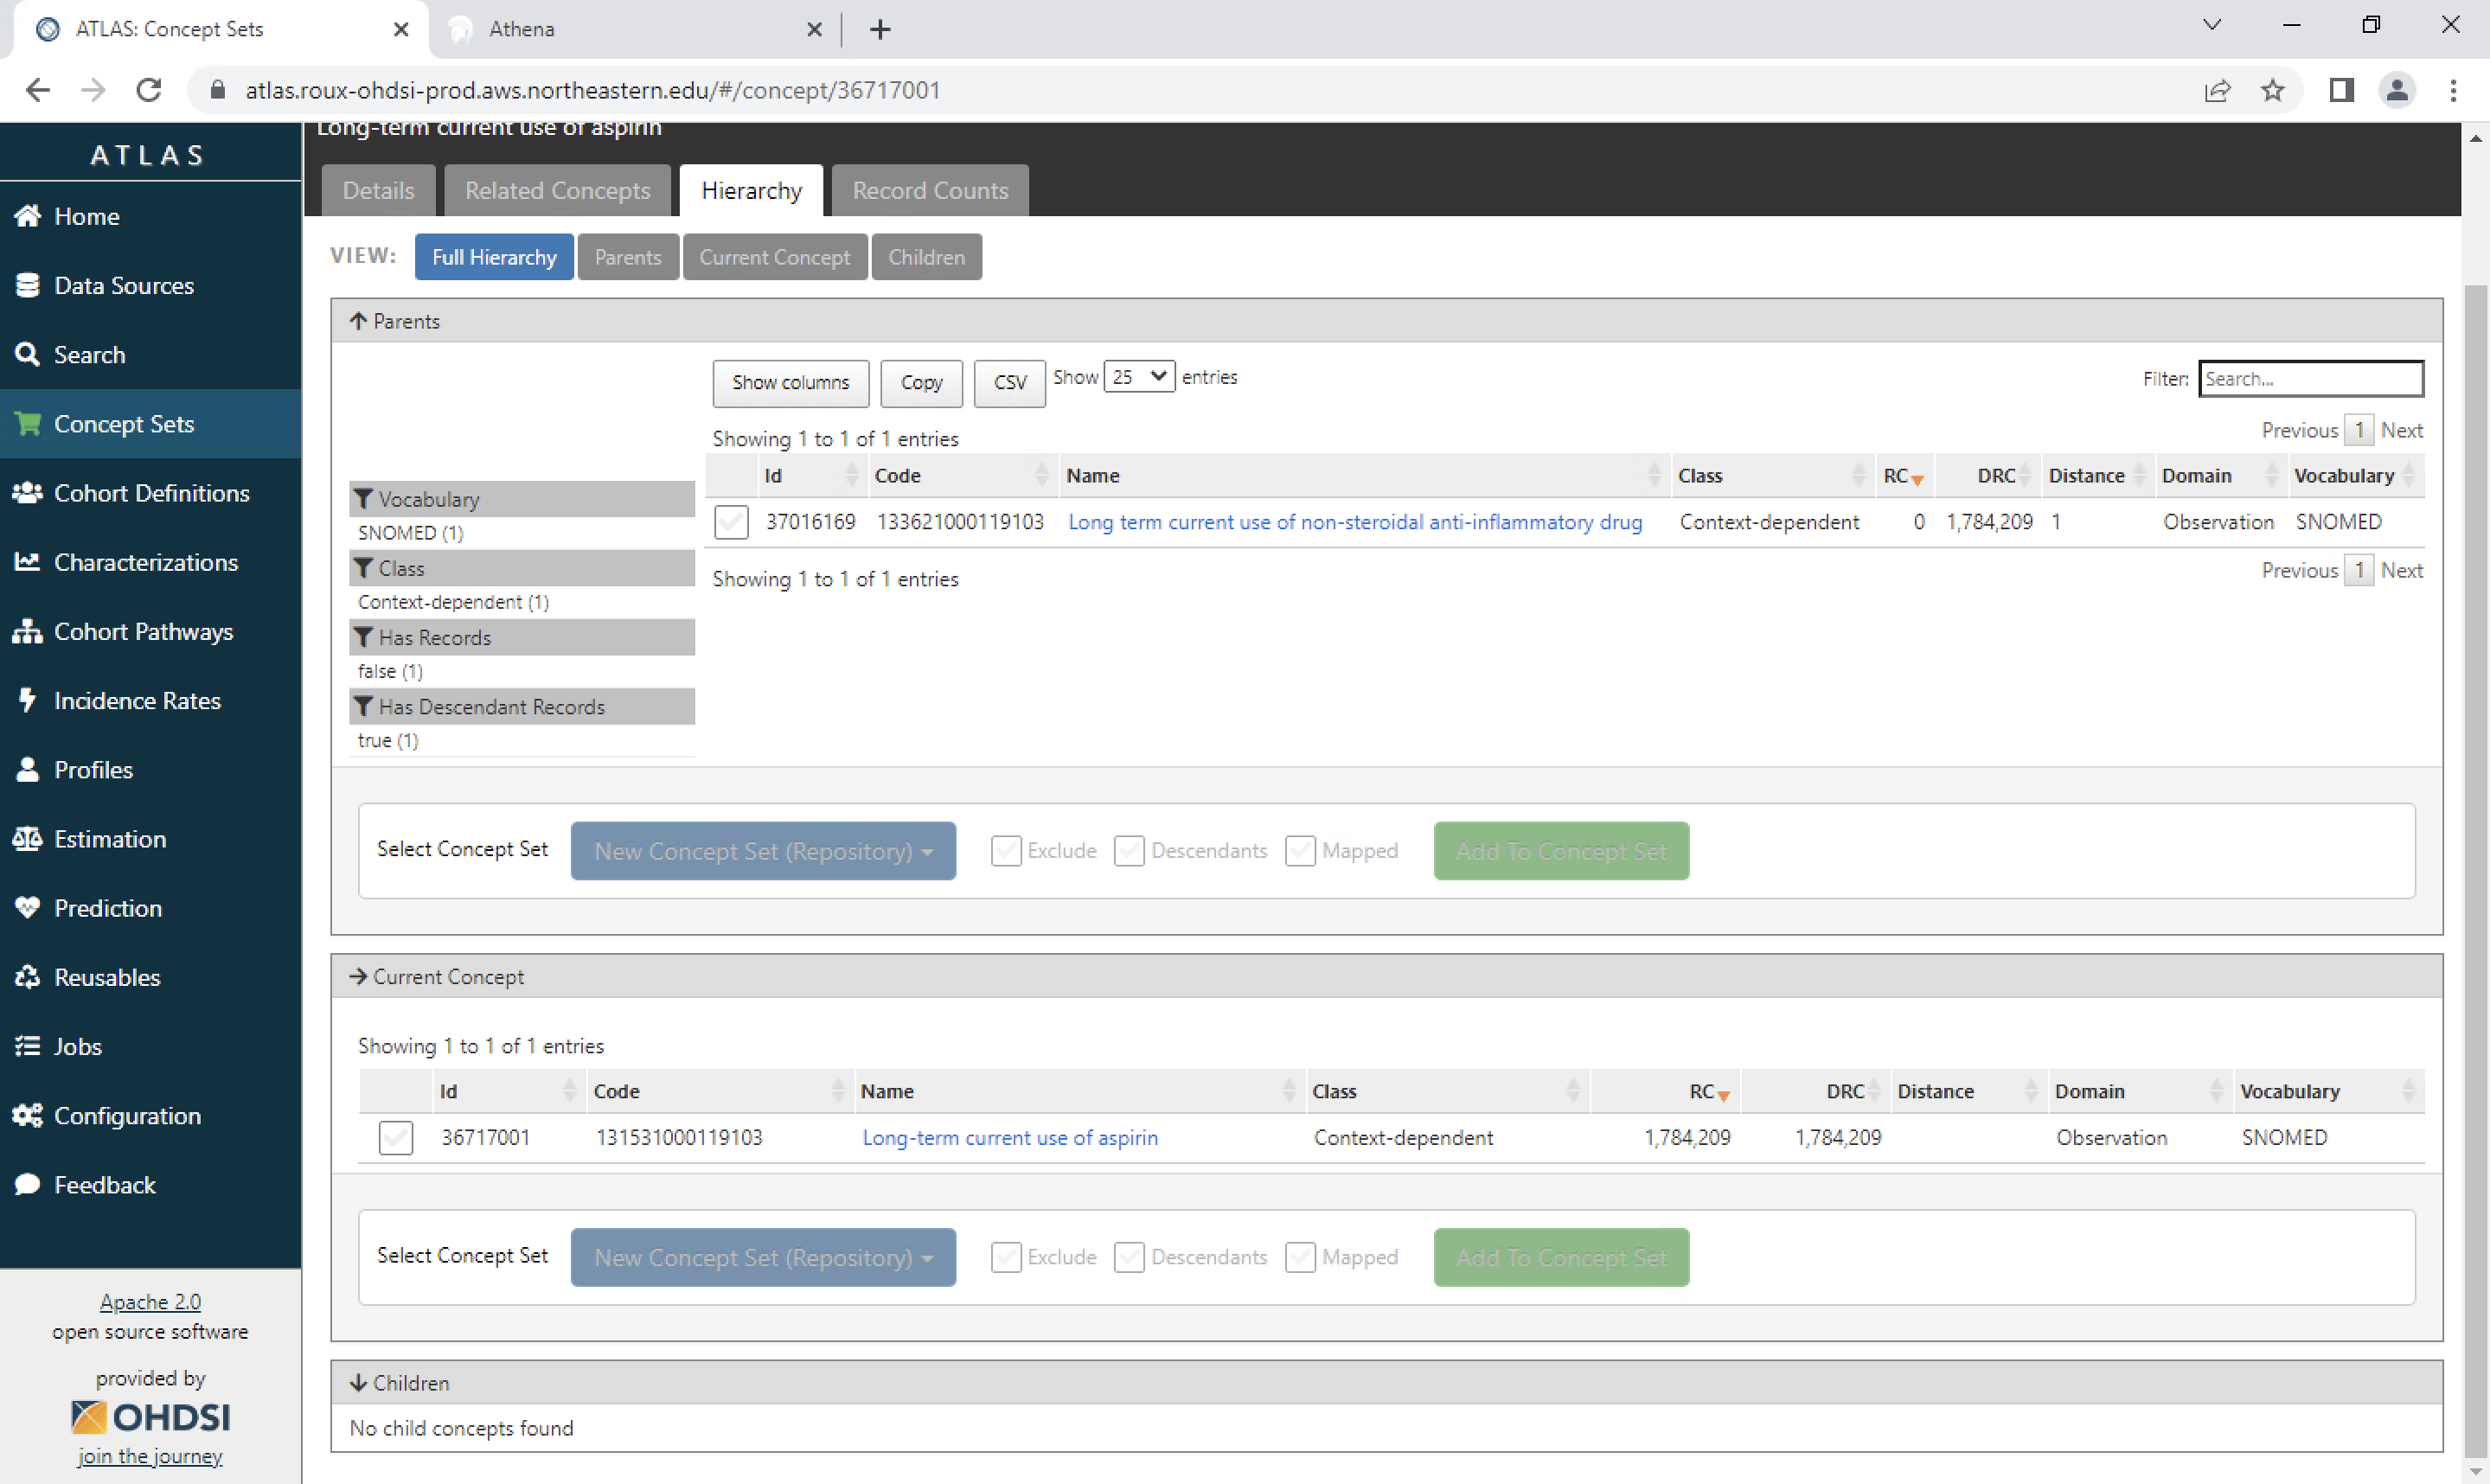 ATLAS: Concept Sets
Athena
atlas.roux-ohdsi-prod.aws.northeastern.edu/#/concept/36717001
ATLAS
Home
Data Sources
Search
Concept Sets
Cohort Definitions
Characterizations
Cohort Pathways
Incidence Rates
Profiles
Estimation
Prediction
Reusables
Jobs
Configuration
Feedback
Apache 2.0
open source software
provided by
OHDSI
join the journey
Long-term current use of aspirin
Details Related Concepts Hierarchy Record Counts
VIEW: Full Hierarchy Parents Current Concept Children
Parents
Show columns Copy CSV Show 25 entries Filter: Search...
Showing 1 to 1 of 1 entries Previous 1 Next
Vocabulary
SNOMED (1)
Class
Context-dependent (1)
Has Records
false (1)
Has Descendant Records
true (1)
Id Code Name Class RC DRC Distance Domain Vocabulary
37016169 133621000119103 Long term current use of non-steroidal anti-inflammatory drug Context-dependent 0 1,784,209 1 Observation SNOMED
Showing 1 to 1 of 1 entries Previous 1 Next
Select Concept Set New Concept Set (Repository) Exclude Descendants Mapped Add To Concept Set
Current Concept
Showing 1 to 1 of 1 entries
Id Code Name Class RC DRC Distance Domain Vocabulary
36717001 131531000119103 Long-term current use of aspirin Context-dependent 1,784,209 1,784,209 Observation SNOMED
Select Concept Set New Concept Set (Repository) Exclude Descendants Mapped Add To Concept Set
Children
No child concepts found